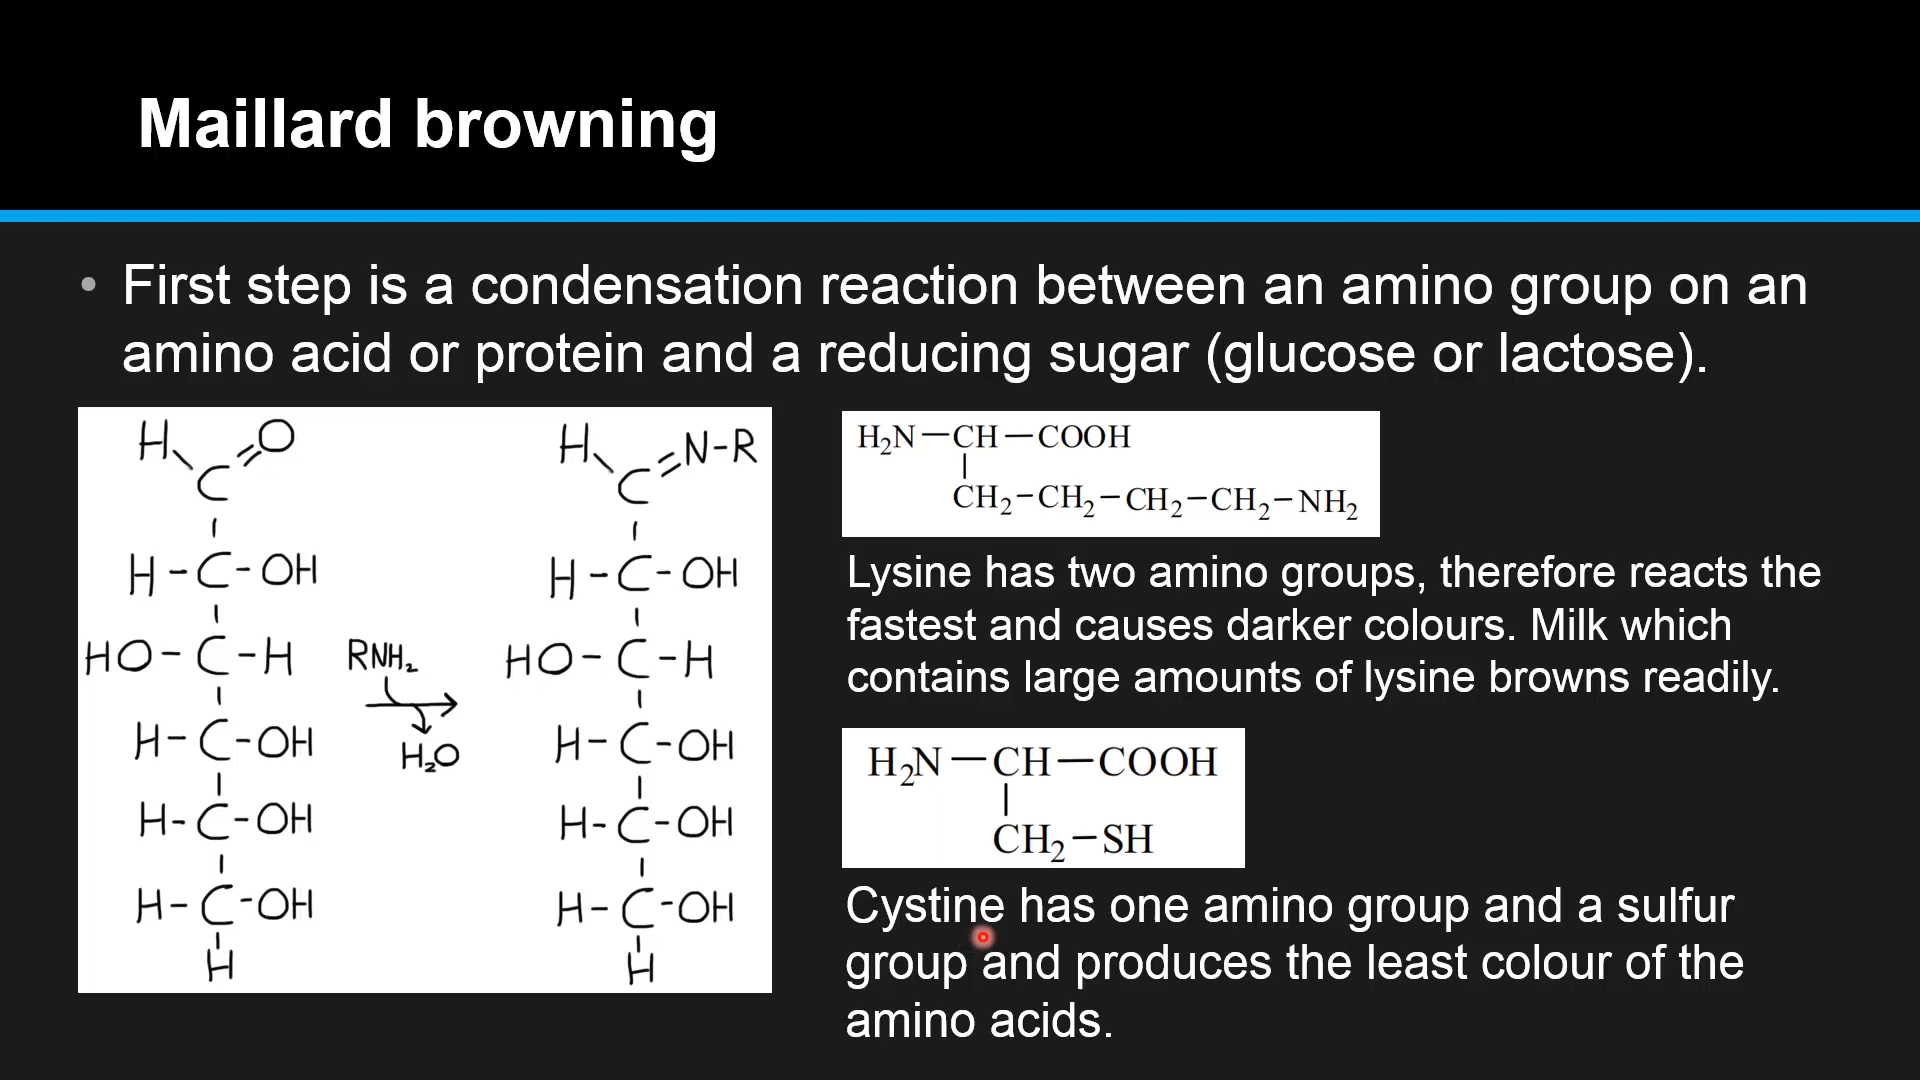 Maillard browning
• First step is a condensation reaction between an amino group on an
amino acid or protein and a reducing sugar (glucose or lactose).
H O H N-R
C C
H-C-OH H-C-OH
HO-C-H RNH₂ HO-C-H
H-C-OH H₂O H-C-OH
H-C-OH H-C-OH
H-C-OH H-C-OH
H H
H₂N—CH—COOH
CH₂–CH₂–CH₂–CH₂–NH₂
Lysine has two amino groups, therefore reacts the
fastest and causes darker colours. Milk which
contains large amounts of lysine browns readily.
H₂N—CH—COOH
CH₂–SH
Cystine has one amino group and a sulfur
group and produces the least colour of the
amino acids.